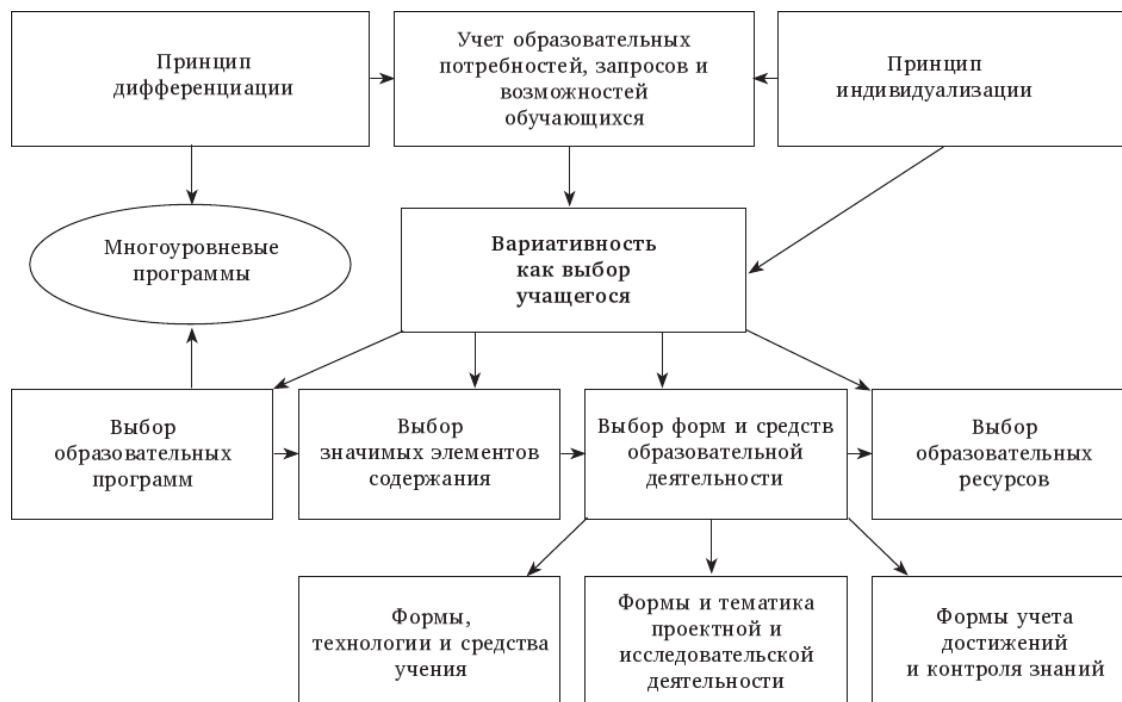 Принцип
дифференциации
Учет образовательных
потребностей, запросов и
возможностей
обучающихся
Принцип
индивидуализации
Многоуровневые
программы
Вариативность
как выбор
учащегося
Выбор
образовательных
программ
Выбор
значимых элементов
содержания
Выбор форм и средств
образовательной
деятельности
Выбор
образовательных
ресурсов
Формы,
технологии и средства
учения
Формы и тематика
проектной и
исследовательской
деятельности
Формы учета
достижений
и контроля знаний